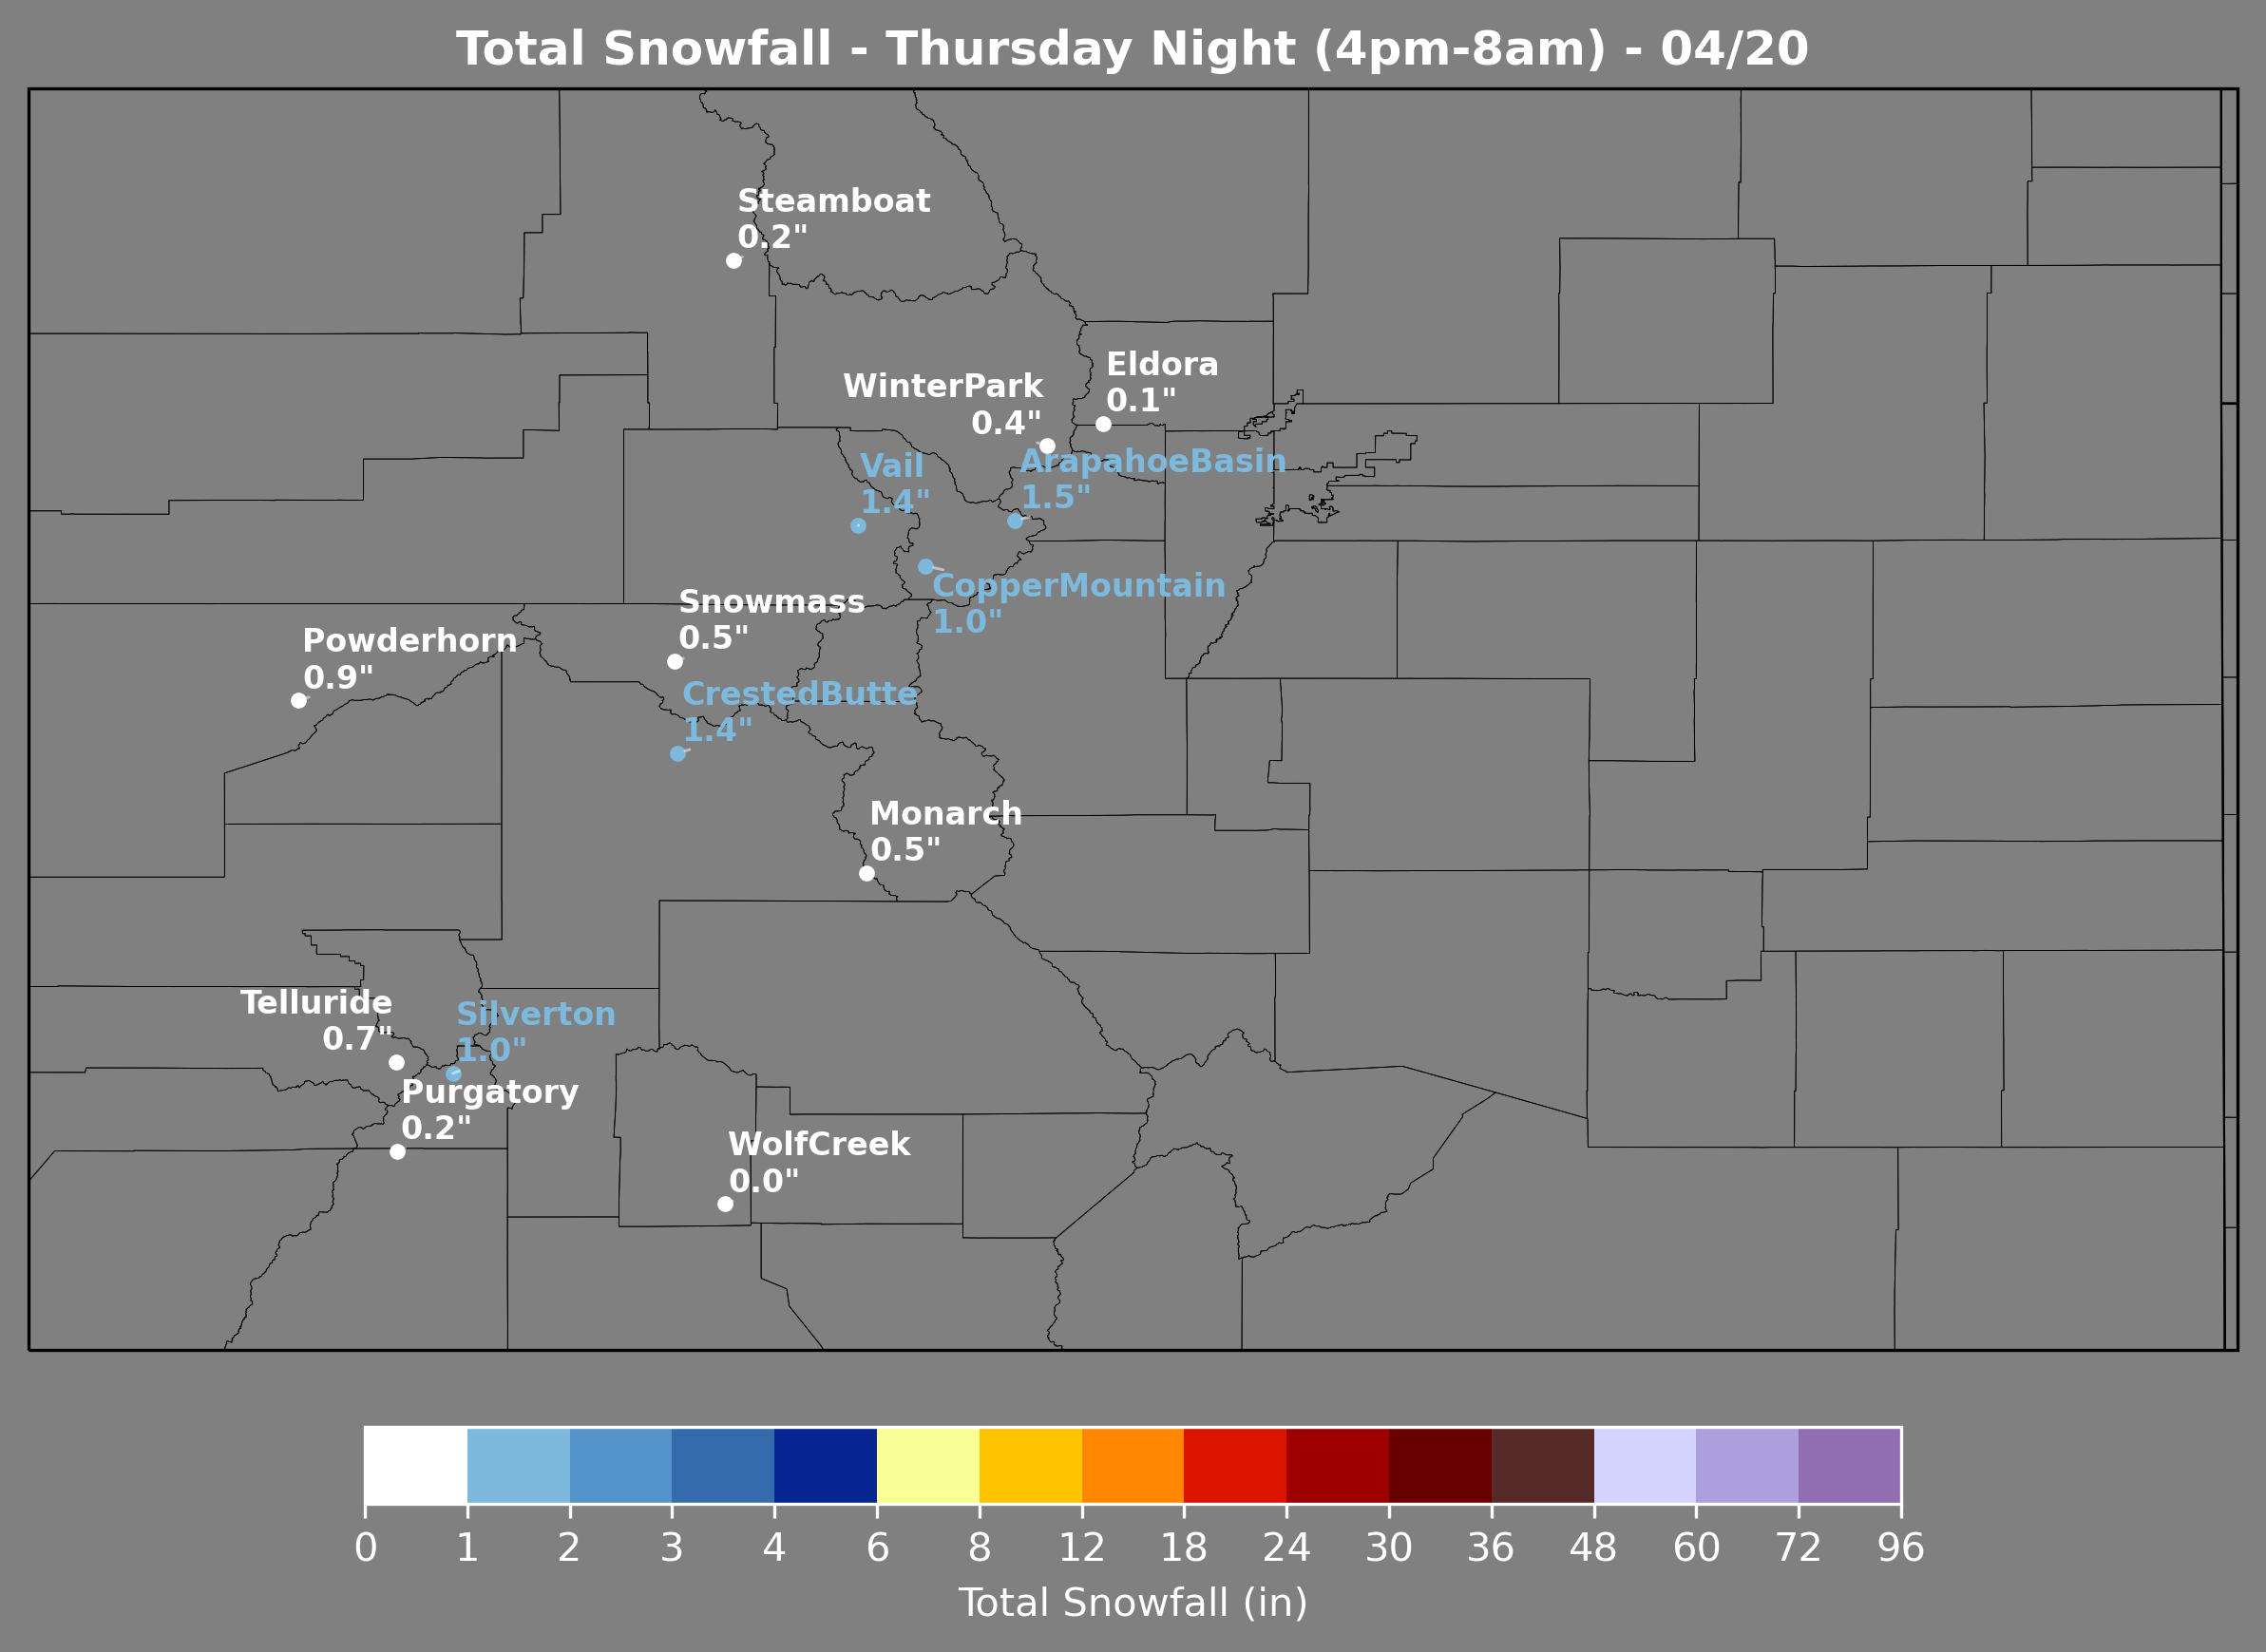 Total Snowfall - Thursday Night (4pm-8am) - 04/20
Steamboat
0.2"
Eldora
0.1"
WinterPark
0.4"
ArapahoeBasin
1.5"
Vail
1.4"
CopperMountain
1.0"
Snowmass
0.5"
Powderhorn
0.9"
CrestedButte
1.4"
Monarch
0.5"
Telluride
0.7"
Silverton
1.0"
Purgatory
0.2"
WolfCreek
0.0"
0 1 2 3 4 6 8 12 18 24 30 36 48 60 72 96
Total Snowfall (in)